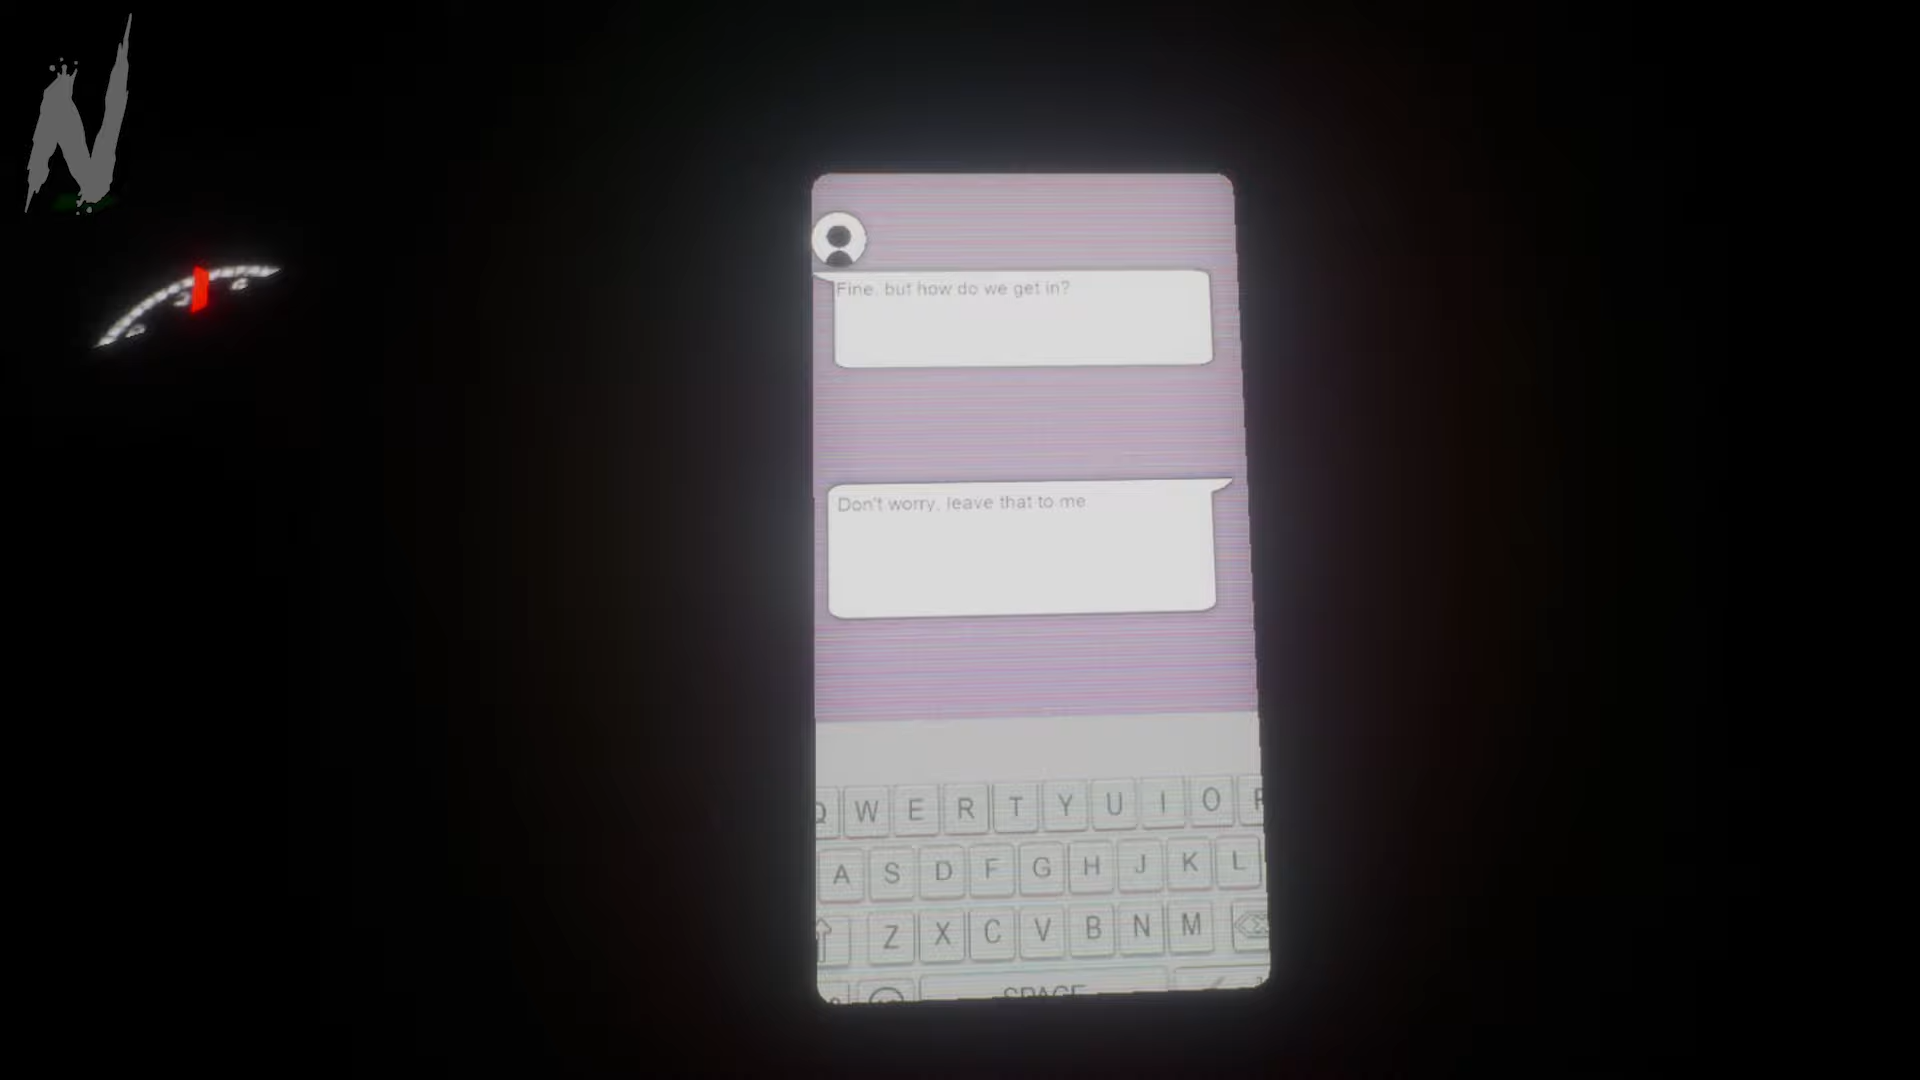 N
Fine, but how do we get in?
Don't worry, leave that to me
Q W E R T Y U I O P
A S D F G H J K L
Z X C V B N M
SPACE